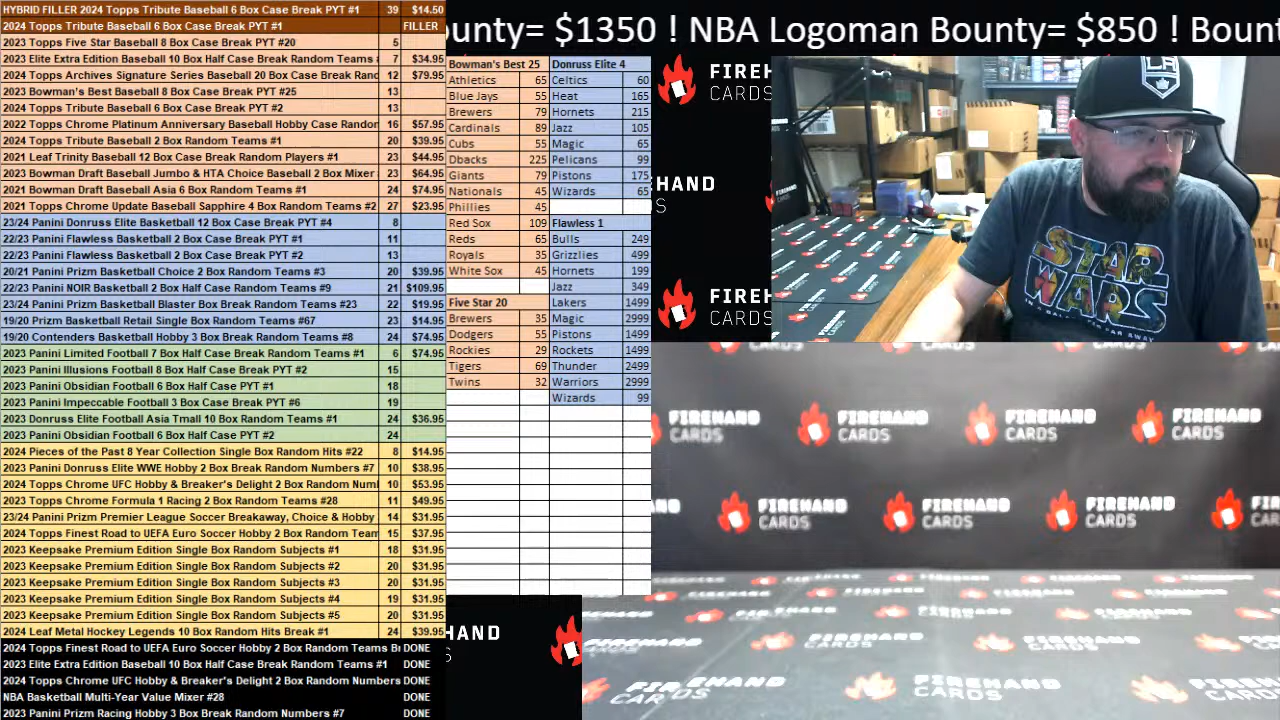 HYBRID FILLER 2024 Topps Tribute Baseball 6 Box Case Break PYT #1 39 $14.50
2024 Topps Tribute Baseball 6 Box Case Break PYT #1 FILLER
2023 Topps Five Star Baseball 8 Box Case Break PYT #20 5
2023 Elite Extra Edition Baseball 10 Box Half Case Break Random Teams 7 $34.95
2024 Topps Archives Signature Series Baseball 20 Box Case Break Ranc 12 $79.95
2023 Bowman's Best Baseball 8 Box Case Break PYT #25 13
2024 Topps Tribute Baseball 6 Box Case Break PYT #2 13
2022 Topps Chrome Platinum Anniversary Baseball Hobby Case Randor 16 $57.95
2024 Topps Tribute Baseball 2 Box Random Teams #1 20 $39.95
2021 Leaf Trinity Baseball 12 Box Case Break Random Players #1 23 $44.95
2023 Bowman Draft Baseball Jumbo & HTA Choice Baseball 2 Box Mixer 23 $64.95
2021 Bowman Draft Baseball Asia 6 Box Random Teams #1 24 $74.95
2021 Topps Chrome Update Baseball Sapphire 4 Box Random Teams #2 27 $23.95
23/24 Panini Donruss Elite Basketball 12 Box Case Break PYT #4 8
22/23 Panini Flawless Basketball 2 Box Case Break PYT #1 11
22/23 Panini Flawless Basketball 2 Box Case Break PYT #2 13
20/21 Panini Prizm Basketball Choice 2 Box Random Teams #3 20 $39.95
22/23 Panini NOIR Basketball 2 Box Half Case Random Teams #9 21 $109.95
23/24 Panini Prizm Basketball Blaster Box Break Random Teams #23 22 $19.95
19/20 Prizm Basketball Retail Single Box Random Teams #67 23 $14.95
19/20 Contenders Basketball Hobby 3 Box Break Random Teams #8 24 $74.95
2023 Panini Limited Football 7 Box Half Case Break Random Teams #1 6 $74.95
2023 Panini Illusions Football 8 Box Half Case Break PYT #2 15
2023 Panini Obsidian Football 6 Box Half Case PYT #1 18
2023 Panini Impeccable Football 3 Box Case Break PYT #6 19
2023 Donruss Elite Football Asia Tmall 10 Box Random Teams #1 24 $36.95
2023 Panini Obsidian Football 6 Box Half Case PYT #2 24
2024 Pieces of the Past 8 Year Collection Single Box Random Hits #22 8 $14.95
2023 Panini Donruss Elite WWE Hobby 2 Box Break Random Numbers #7 10 $38.95
2024 Topps Chrome UFC Hobby & Breaker's Delight 2 Box Random Numl 10 $53.95
2023 Topps Chrome Formula 1 Racing 2 Box Random Teams #28 11 $49.95
23/24 Panini Prizm Premier League Soccer Breakaway, Choice & Hobby 14 $31.95
2024 Topps Finest Road to UEFA Euro Soccer Hobby 2 Box Random Team 15 $37.95
2023 Keepsake Premium Edition Single Box Random Subjects #1 18 $31.95
2023 Keepsake Premium Edition Single Box Random Subjects #2 20 $31.95
2023 Keepsake Premium Edition Single Box Random Subjects #3 20 $31.95
2023 Keepsake Premium Edition Single Box Random Subjects #4 19 $31.95
2023 Keepsake Premium Edition Single Box Random Subjects #5 20 $31.95
2024 Leaf Metal Hockey Legends 10 Box Random Hits Break #1 24 $39.95
2024 Topps Finest Road to UEFA Euro Soccer Hobby 2 Box Random Teams Br DONE
2023 Elite Extra Edition Baseball 10 Box Half Case Break Random Teams #1 DONE
2024 Topps Chrome UFC Hobby & Breaker's Delight 2 Box Random Numbers DONE
NBA Basketball Multi-Year Value Mixer #28 DONE
2023 Panini Prizm Racing Hobby 3 Box Break Random Numbers #7 DONE
ounty= $1350 ! NBA Logoman Bounty= $850 ! Bount
Bowman's Best 25
Athletics 65
Blue Jays 55
Brewers 79
Cardinals 89
Cubs 55
Dbacks 225
Giants 79
Nationals 45
Phillies 45
Red Sox 109
Reds 65
Royals 35
White Sox 45
Five Star 20
Brewers 35
Dodgers 55
Rockies 29
Tigers 69
Twins 32
Donruss Elite 4
Celtics 60
Heat 165
Hornets 215
Jazz 105
Magic 65
Pelicans 99
Pistons 175
Wizards 65
Flawless 1
Bulls 249
Grizzlies 499
Hornets 199
Jazz 349
Lakers 1499
Magic 2999
Pistons 1499
Rockets 1499
Thunder 2499
Warriors 2999
Wizards 99
FIREH
CARDS
HAND
S
FIREH
CARDS
HAND
LA
STAR
WARS
IN A GALAXY FAR FAR AWAY
FIREHAND
CARDS
FIREHAND
CARDS
FIREHAND
CARDS
FIREHAND
CARDS
FIREHAND
CARDS
FIREHAND
CARDS
FIREHAND
CARDS